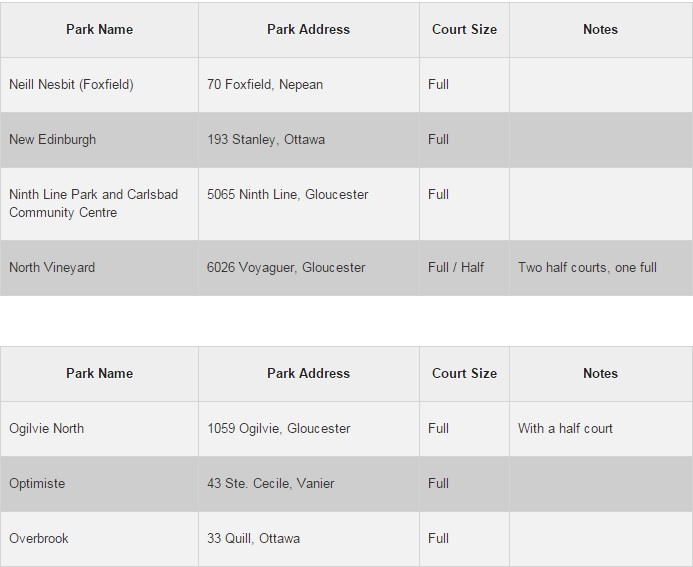 Park Name Park Address Court Size Notes
Neill Nesbit (Foxfield) 70 Foxfield, Nepean Full
New Edinburgh 193 Stanley, Ottawa Full
Ninth Line Park and Carlsbad 5065 Ninth Line, Gloucester Full
Community Centre
North Vineyard 6026 Voyaguer, Gloucester Full / Half Two half courts, one full
Park Name Park Address Court Size Notes
Ogilvie North 1059 Ogilvie, Gloucester Full With a half court
Optimiste 43 Ste. Cecile, Vanier Full
Overbrook 33 Quill, Ottawa Full